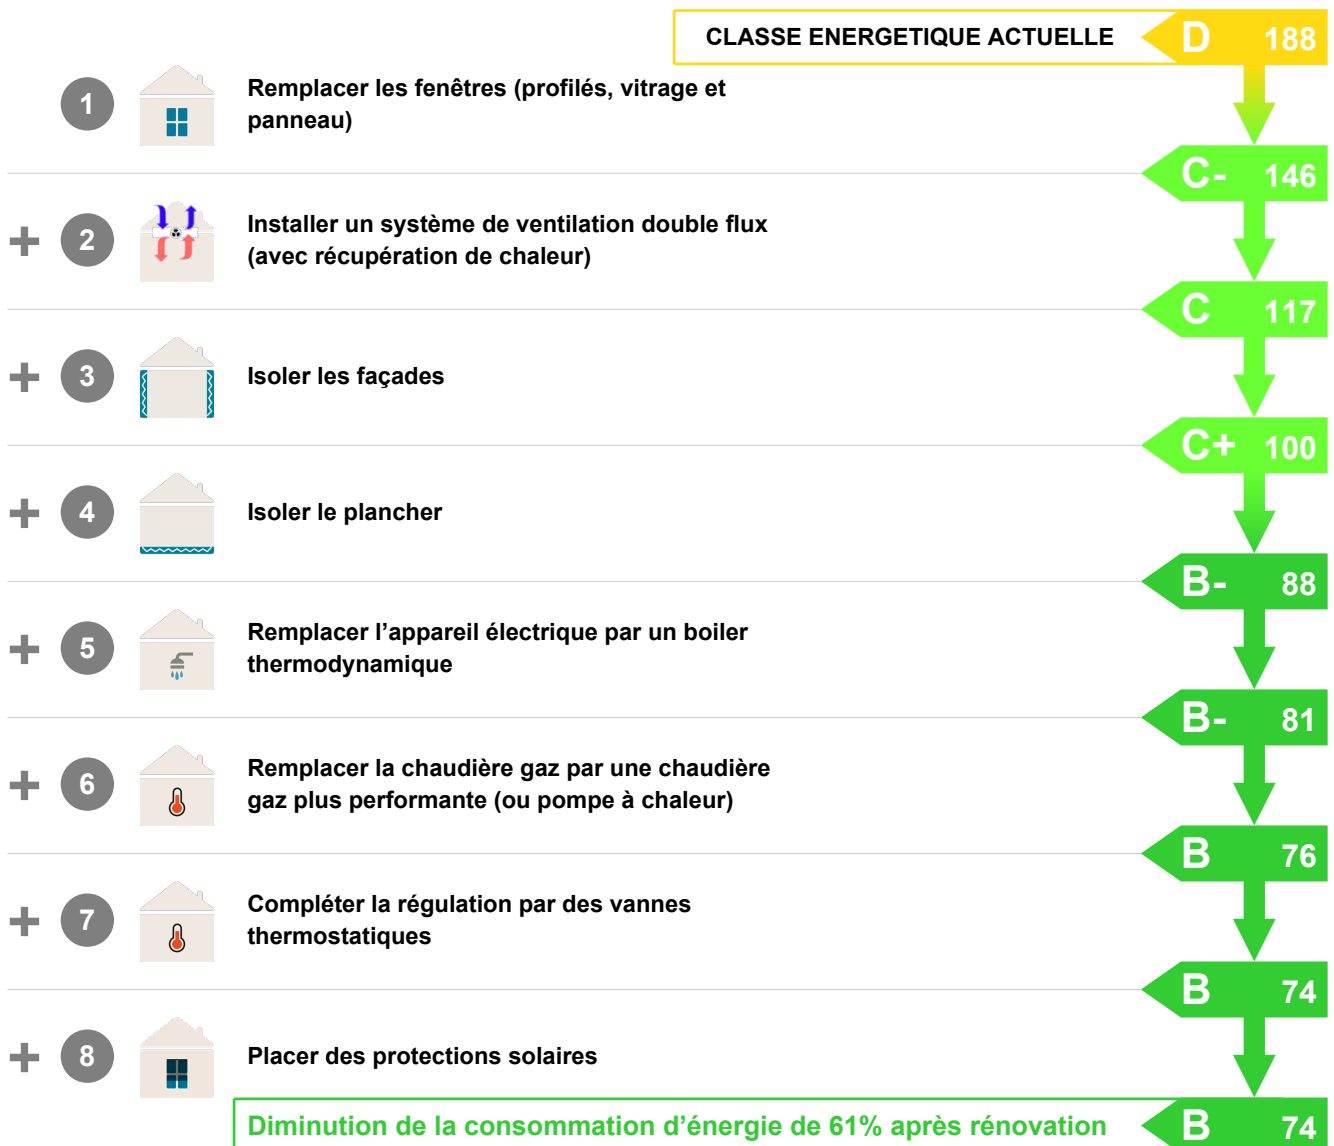 CLASSE ENERGETIQUE ACTUELLE D 188
1 Remplacer les fenêtres (profilés, vitrage et
panneau)
C- 146
+ 2 Installer un système de ventilation double flux
(avec récupération de chaleur)
C 117
+ 3 Isoler les façades
C+ 100
+ 4 Isoler le plancher
B- 88
+ 5 Remplacer l’appareil électrique par un boiler
thermodynamique
B- 81
+ 6 Remplacer la chaudière gaz par une chaudière
gaz plus performante (ou pompe à chaleur)
B 76
+ 7 Compléter la régulation par des vannes
thermostatiques
B 74
+ 8 Placer des protections solaires
Diminution de la consommation d’énergie de 61% après rénovation B 74